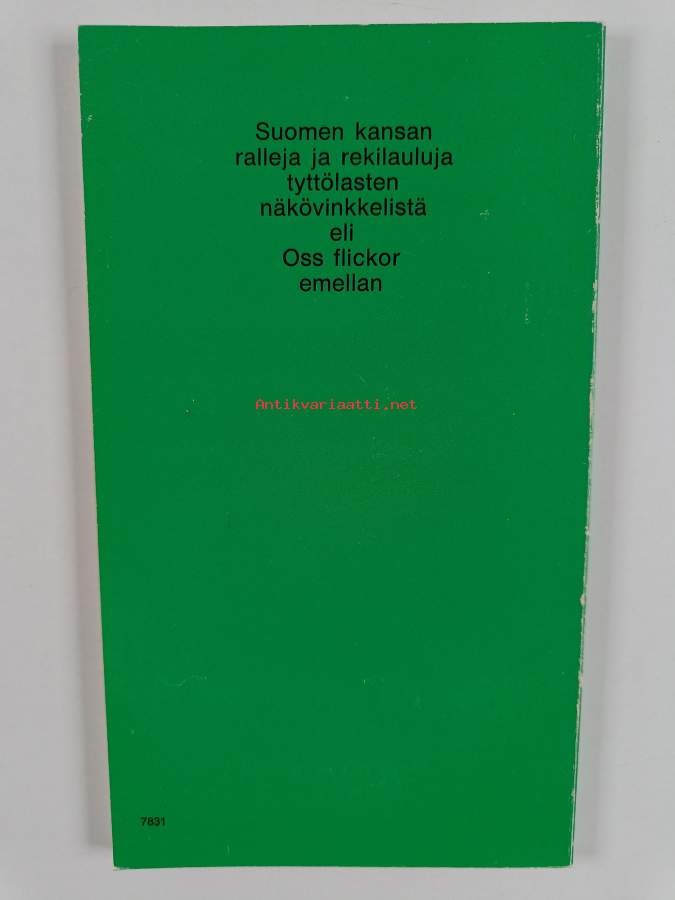 Suomen kansan
ralleja ja rekilauluja
tyttölasten
näkövinkkelistä
eli
Oss flickor
emellan
Antikvariaatti.net
7831